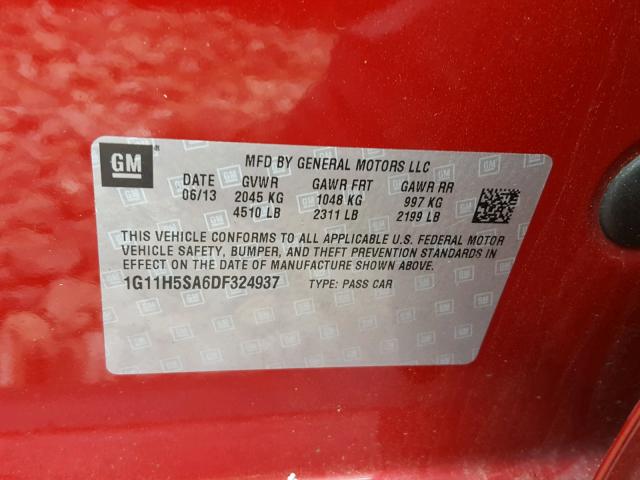 GM
MFD BY GENERAL MOTORS LLC
DATE GVWR GAWR FRT GAWR RR
06/13 2045 KG 1048 KG 997 KG
4510 LB 2311 LB 2199 LB
THIS VEHICLE CONFORMS TO ALL APPLICABLE U.S. FEDERAL MOTOR
VEHICLE SAFETY, BUMPER, AND THEFT PREVENTION STANDARDS IN
EFFECT ON THE DATE OF MANUFACTURE SHOWN ABOVE.
1G11H5SA6DF324937 TYPE: PASS CAR